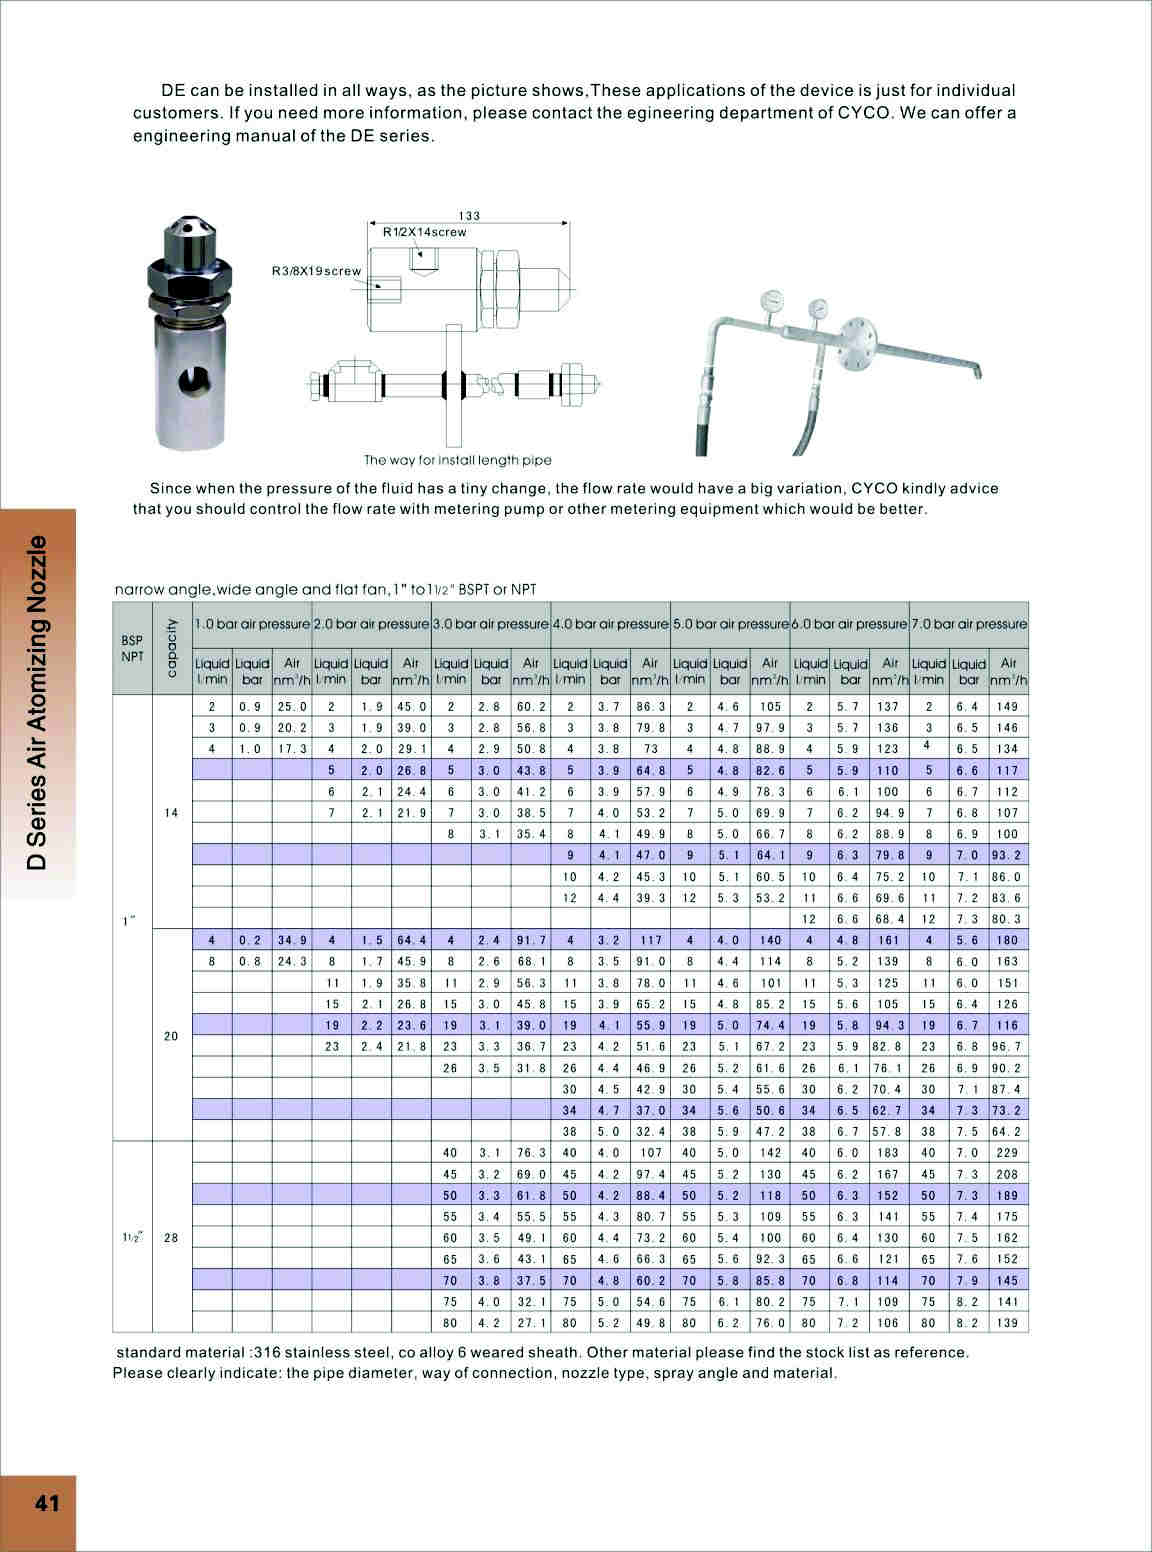 DE can be installed in all ways, as the picture shows,These applications of the device is just for individual
customers. If you need more information, please contact the egineering department of CYCO. We can offer a
engineering manual of the DE series.
133
R1/2X14screw
R3/8X19screw
The way for install length pipe
Since when the pressure of the fluid has a tiny change, the flow rate would have a big variation, CYCO kindly advice
that you should control the flow rate with metering pump or other metering equipment which would be better.
D Series Air Atomizing Nozzle
narrow angle,wide angle and flat fan,1" to11/2" BSPT or NPT
BSP NPT capacity 1.0 bar air pressure 2.0 bar air pressure 3.0 bar air pressure 4.0 bar air pressure 5.0 bar air pressure 6.0 bar air pressure 7.0 bar air pressure
Liquid l/min Liquid bar Air nm³/h Liquid l/min Liquid bar Air nm³/h Liquid l/min Liquid bar Air nm³/h Liquid l/min Liquid bar Air nm³/h Liquid l/min Liquid bar Air nm³/h Liquid l/min Liquid bar Air nm³/h Liquid l/min Liquid bar Air nm³/h
1"
14
2 0.9 25.0 2 1.9 45.0 2 2.8 60.2 2 3.7 86.3 2 4.6 105 2 5.7 137 2 6.4 149
3 0.9 20.2 3 1.9 39.0 3 2.8 56.8 3 3.8 79.8 3 4.7 97.9 3 5.7 136 3 6.5 146
4 1.0 17.3 4 2.0 29.1 4 2.9 50.8 4 3.8 73 4 4.8 88.9 4 5.9 123 4 6.5 134
5 2.0 26.8 5 3.0 43.8 5 3.9 64.8 5 4.8 82.6 5 5.9 110 5 6.6 117
6 2.1 24.4 6 3.0 41.2 6 3.9 57.9 6 4.9 78.3 6 6.1 100 6 6.7 112
7 2.1 21.9 7 3.0 38.5 7 4.0 53.2 7 5.0 69.9 7 6.2 94.9 7 6.8 107
8 3.1 35.4 8 4.1 49.9 8 5.0 66.7 8 6.2 88.9 8 6.9 100
9 4.1 47.0 9 5.1 64.1 9 6.3 79.8 9 7.0 93.2
10 4.2 45.3 10 5.1 60.5 10 6.4 75.2 10 7.1 86.0
12 4.4 39.3 12 5.3 53.2 11 6.6 69.6 11 7.2 83.6
12 6.6 68.4 12 7.3 80.3
20
4 0.2 34.9 4 1.5 64.4 4 2.4 91.7 4 3.2 117 4 4.0 140 4 4.8 161 4 5.6 180
8 0.8 24.3 8 1.7 45.9 8 2.6 68.1 8 3.5 91.0 8 4.4 114 8 5.2 139 8 6.0 163
11 1.9 35.8 11 2.9 56.3 11 3.8 78.0 11 4.6 101 11 5.3 125 11 6.0 151
15 2.1 26.8 15 3.0 45.8 15 3.9 65.2 15 4.8 85.2 15 5.6 105 15 6.4 126
19 2.2 23.6 19 3.1 39.0 19 4.1 55.9 19 5.0 74.4 19 5.8 94.3 19 6.7 116
23 2.4 21.8 23 3.3 36.7 23 4.2 51.6 23 5.1 67.2 23 5.9 82.8 23 6.8 96.7
26 3.5 31.8 26 4.4 46.9 26 5.2 61.6 26 6.1 76.1 26 6.9 90.2
30 4.5 42.9 30 5.4 55.6 30 6.2 70.4 30 7.1 87.4
34 4.7 37.0 34 5.6 50.6 34 6.5 62.7 34 7.3 73.2
38 5.0 32.4 38 5.9 47.2 38 6.7 57.8 38 7.5 64.2
11/2"
28
40 3.1 76.3 40 4.0 107 40 5.0 142 40 6.0 183 40 7.0 229
45 3.2 69.0 45 4.2 97.4 45 5.2 130 45 6.2 167 45 7.3 208
50 3.3 61.8 50 4.2 88.4 50 5.2 118 50 6.3 152 50 7.3 189
55 3.4 55.5 55 4.3 80.7 55 5.3 109 55 6.3 141 55 7.4 175
60 3.5 49.1 60 4.4 73.2 60 5.4 100 60 6.4 130 60 7.5 162
65 3.6 43.1 65 4.6 66.3 65 5.6 92.3 65 6.6 121 65 7.6 152
70 3.8 37.5 70 4.8 60.2 70 5.8 85.8 70 6.8 114 70 7.9 145
75 4.0 32.1 75 5.0 54.6 75 6.1 80.2 75 7.1 109 75 8.2 141
80 4.2 27.1 80 5.2 49.8 80 6.2 76.0 80 7.2 106 80 8.2 139
standard material :316 stainless steel, co alloy 6 weared sheath. Other material please find the stock list as reference.
Please clearly indicate: the pipe diameter, way of connection, nozzle type, spray angle and material.
41